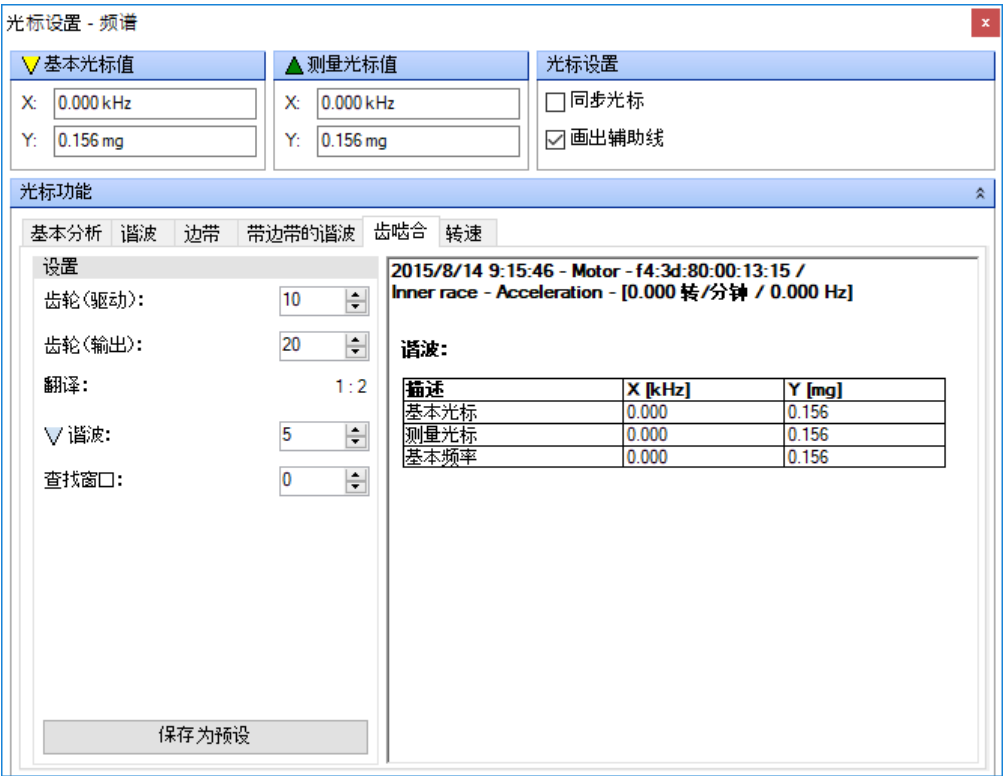 光标设置 - 频谱
x
基本光标值
X: 0.000 kHz
Y: 0.156 mg
测量光标值
X: 0.000 kHz
Y: 0.156 mg
光标设置
同步光标
画出辅助线
光标功能
基本分析 谐波 边带 带边带的谐波 齿啮合 转速
设置
齿轮(驱动): 10
齿轮(输出): 20
翻译: 1 : 2
谐波: 5
查找窗口: 0
保存为预设
2015/8/14 9:15:46 - Motor - f4:3d:80:00:13:15 /
Inner race - Acceleration - [0.000 转/分钟 / 0.000 Hz]
谐波:
描述 X [kHz] Y [mg]
基本光标 0.000 0.156
测量光标 0.000 0.156
基本频率 0.000 0.156